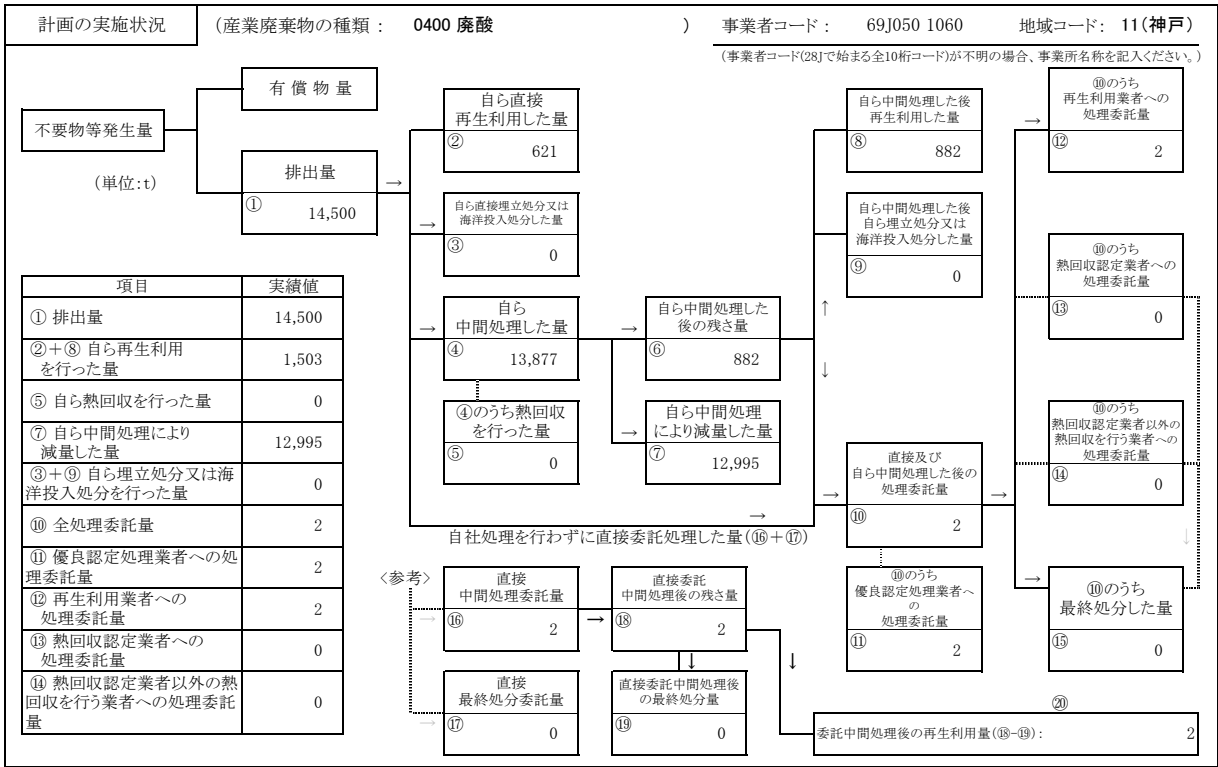 計画の実施状況
(産業廃棄物の種類： 0400 廃酸 )
事業者コード： 69J050 1060 地域コード： 11(神戸)
(事業者コード(28Jで始まる全10桁コード)が不明の場合、事業所名称を記入ください。)
不要物等発生量
(単位:t)
有償物量
排出量
①
14,500
→
自ら直接
再生利用した量
②
621
→
自ら直接埋立処分又は
海洋投入処分した量
③
0
→
自ら
中間処理した量
④
13,877
④のうち熱回収
を行った量
⑤
0
→
自ら中間処理した
後の残さ量
⑥
882
→
自ら中間処理
により減量した量
⑦
12,995
自ら中間処理した後
再生利用した量
⑧
882
自ら中間処理した後
自ら埋立処分又は
海洋投入処分した量
⑨
0
↑
↓
→
→
自社処理を行わずに直接委託処理した量(⑯＋⑰)
直接及び
自ら中間処理した後の
処理委託量
⑩
2
→
⑩のうち
優良認定処理業者へ
の
処理委託量
⑪
2
→
⑩のうち
再生利用業者への
処理委託量
⑫
2
⑩のうち
熱回収認定業者への
処理委託量
⑬
0
⑩のうち
熱回収認定業者以外の
熱回収を行う業者への
処理委託量
⑭
0
↓
→
⑩のうち
最終処分した量
⑮
0
項目 実績値
① 排出量 14,500
②＋⑧ 自ら再生利用
を行った量
1,503
⑤ 自ら熱回収を行った量 0
⑦ 自ら中間処理により
減量した量
12,995
③＋⑨ 自ら埋立処分又は海
洋投入処分を行った量
0
⑩ 全処理委託量 2
⑪ 優良認定処理業者への処
理委託量
2
⑫ 再生利用業者への
処理委託量
2
⑬ 熱回収認定業者への
処理委託量
0
⑭ 熱回収認定業者以外の熱
回収を行う業者への処理委託
量
0
〈参考〉
→
直接
中間処理委託量
⑯
2
→
直接委託
中間処理後の残さ量
⑱
2
→
直接
最終処分委託量
⑰
0
↓
直接委託中間処理後
の最終処分量
⑲
0
↓
⑳
委託中間処理後の再生利用量(⑱-⑲)： 2